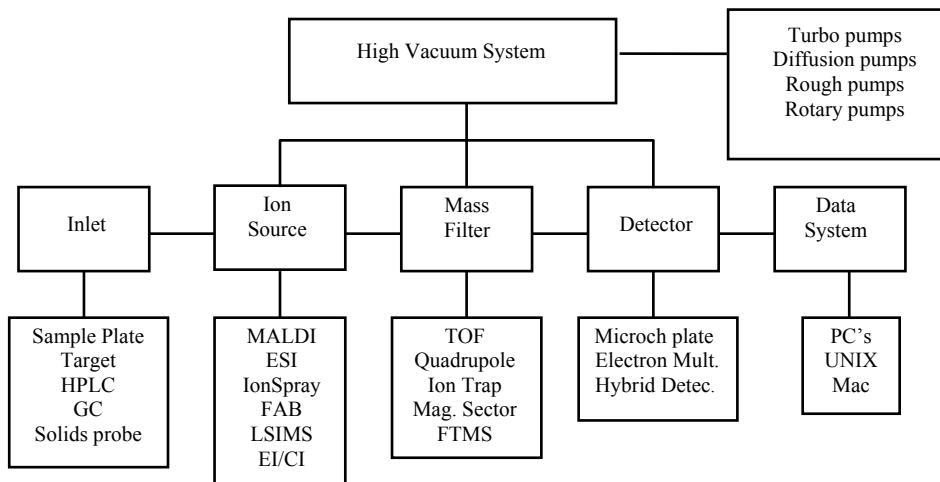 High Vacuum System
Turbo pumps
Diffusion pumps
Rough pumps
Rotary pumps
Inlet
Ion
Source
Mass
Filter
Detector
Data
System
Sample Plate
Target
HPLC
GC
Solids probe
MALDI
ESI
IonSpray
FAB
LSIMS
EI/CI
TOF
Quadrupole
Ion Trap
Mag. Sector
FTMS
Microch plate
Electron Mult.
Hybrid Detec.
PC’s
UNIX
Mac